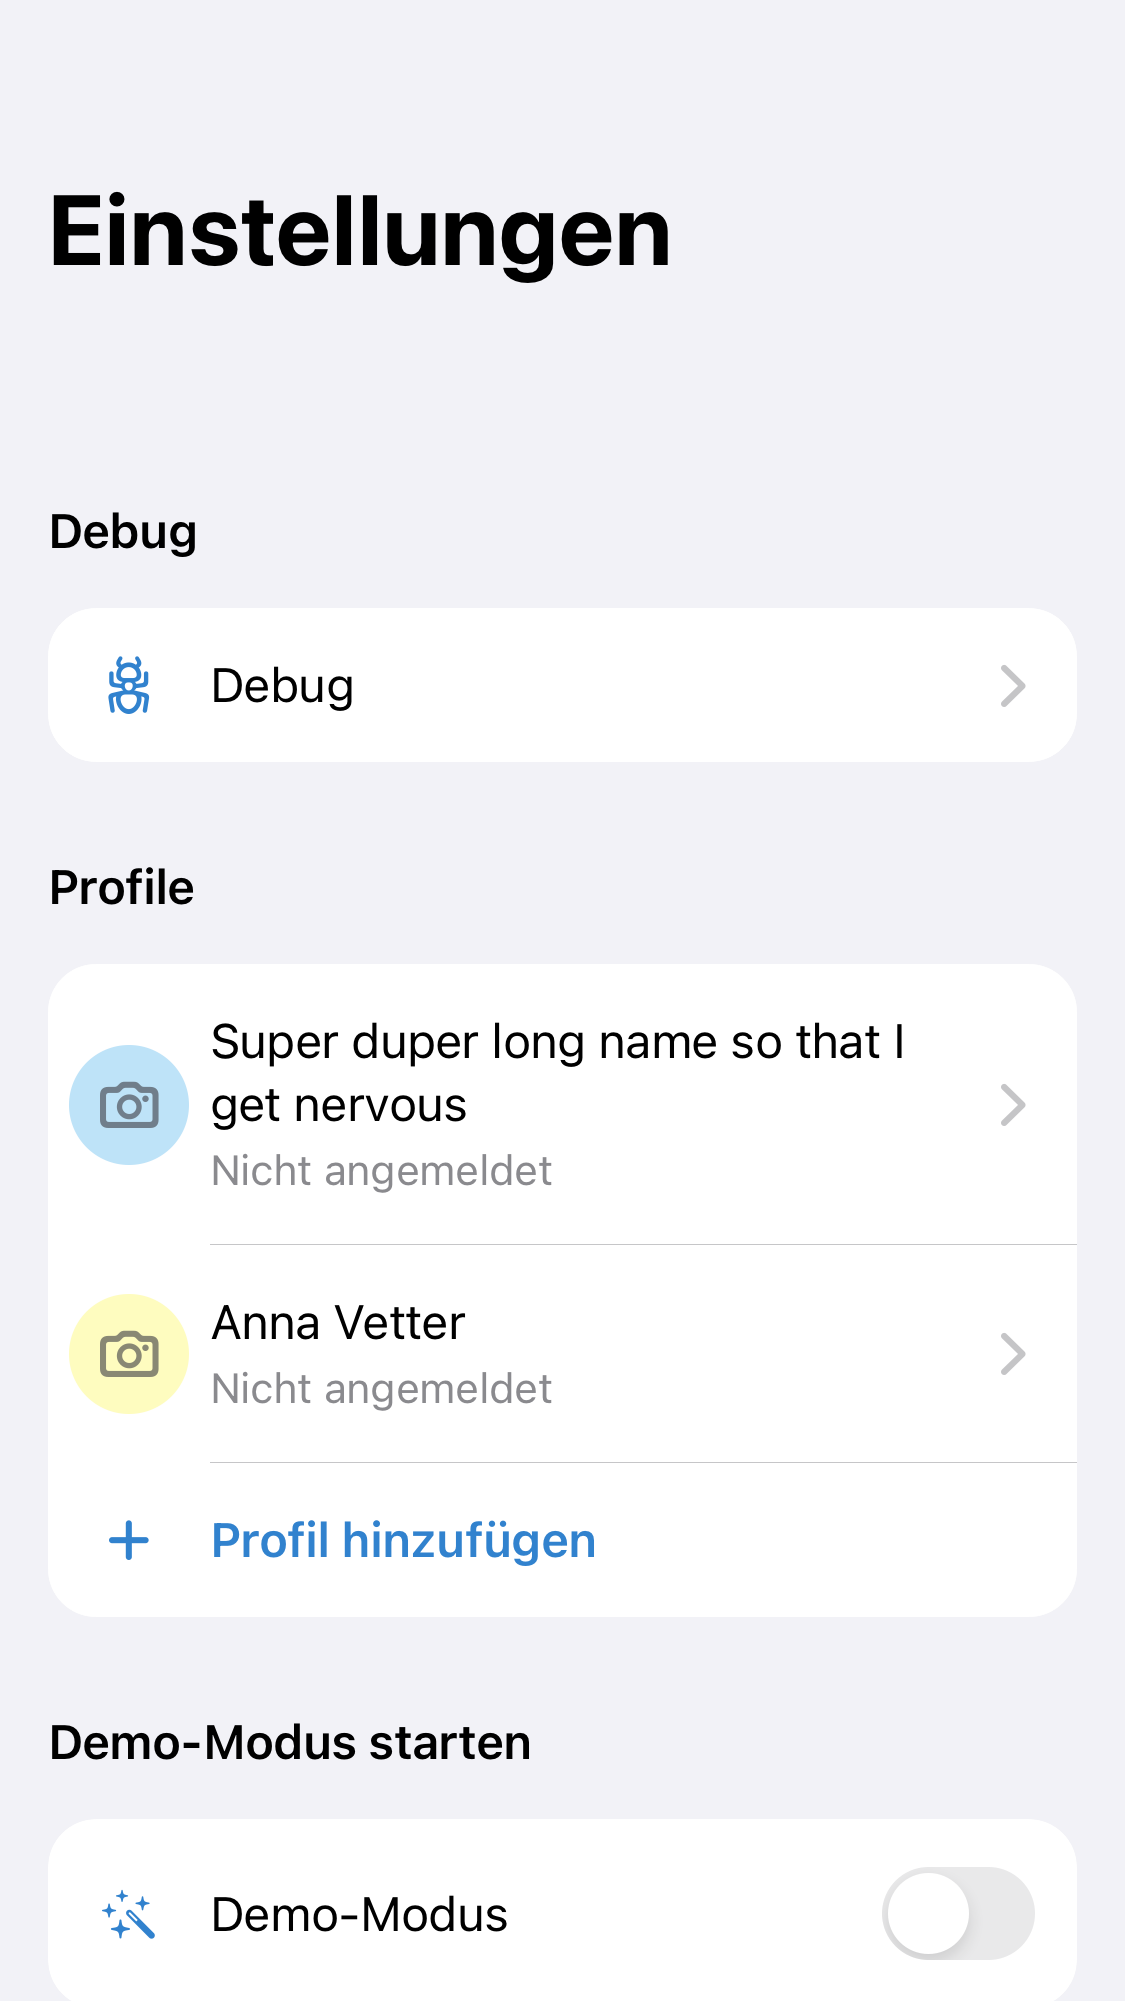 Einstellungen
Debug
Debug
Profile
Super duper long name so that I
get nervous
Nicht angemeldet
Anna Vetter
Nicht angemeldet
Profil hinzufügen
Demo-Modus starten
Demo-Modus